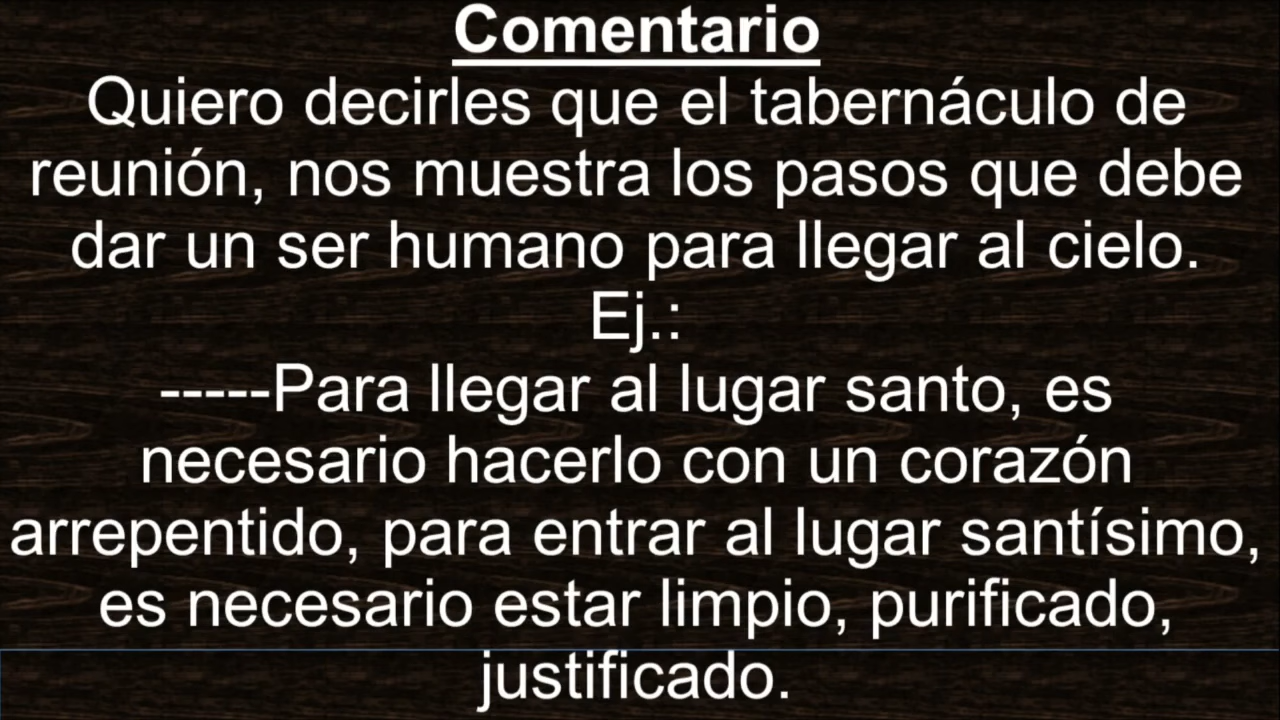 Comentario
Quiero decirles que el tabernáculo de
reunión, nos muestra los pasos que debe
dar un ser humano para llegar al cielo.
Ej.:
-----Para llegar al lugar santo, es
necesario hacerlo con un corazón
arrepentido, para entrar al lugar santísimo,
es necesario estar limpio, purificado,
justificado.